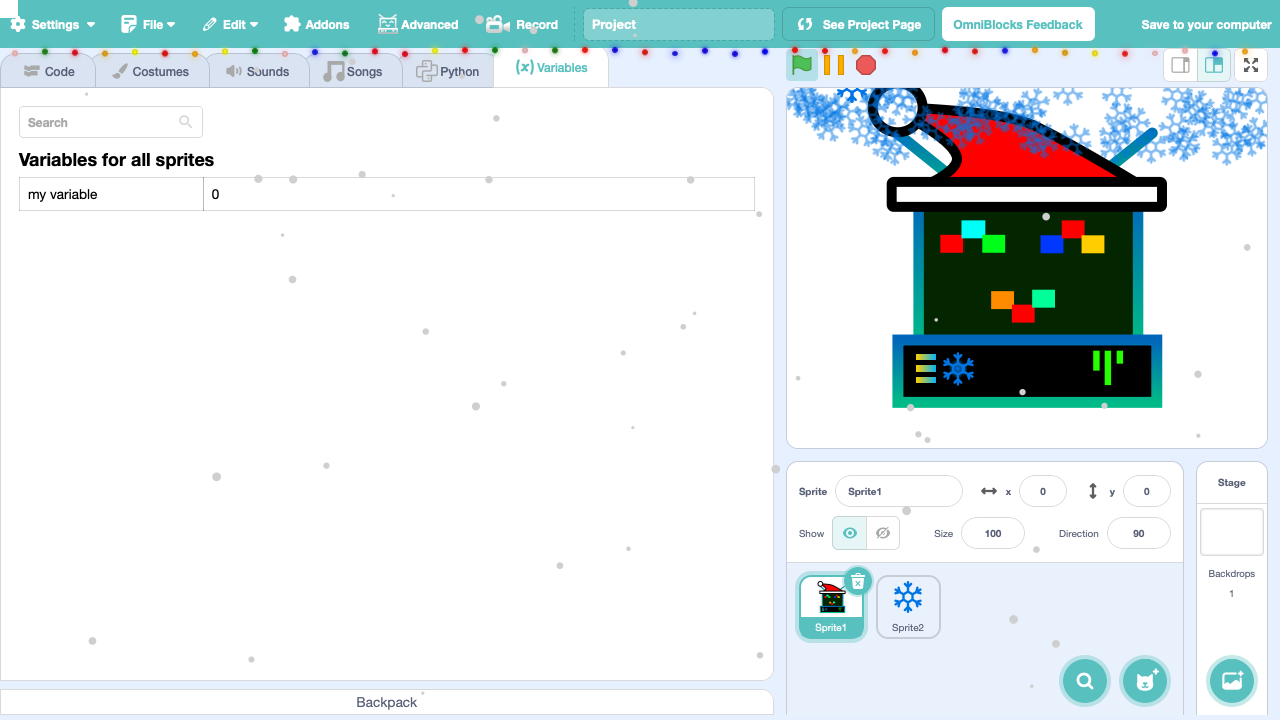 Settings File Edit Addons Advanced Record Project See Project Page OmniBlocks Feedback Save to your computer
Code Costumes Sounds Songs Python (x) Variables
Search
Variables for all sprites
my variable 0
Sprite Sprite1 x 0 y 0
Show Size 100 Direction 90
Sprite1 Sprite2
Stage
Backdrops
1
Backpack